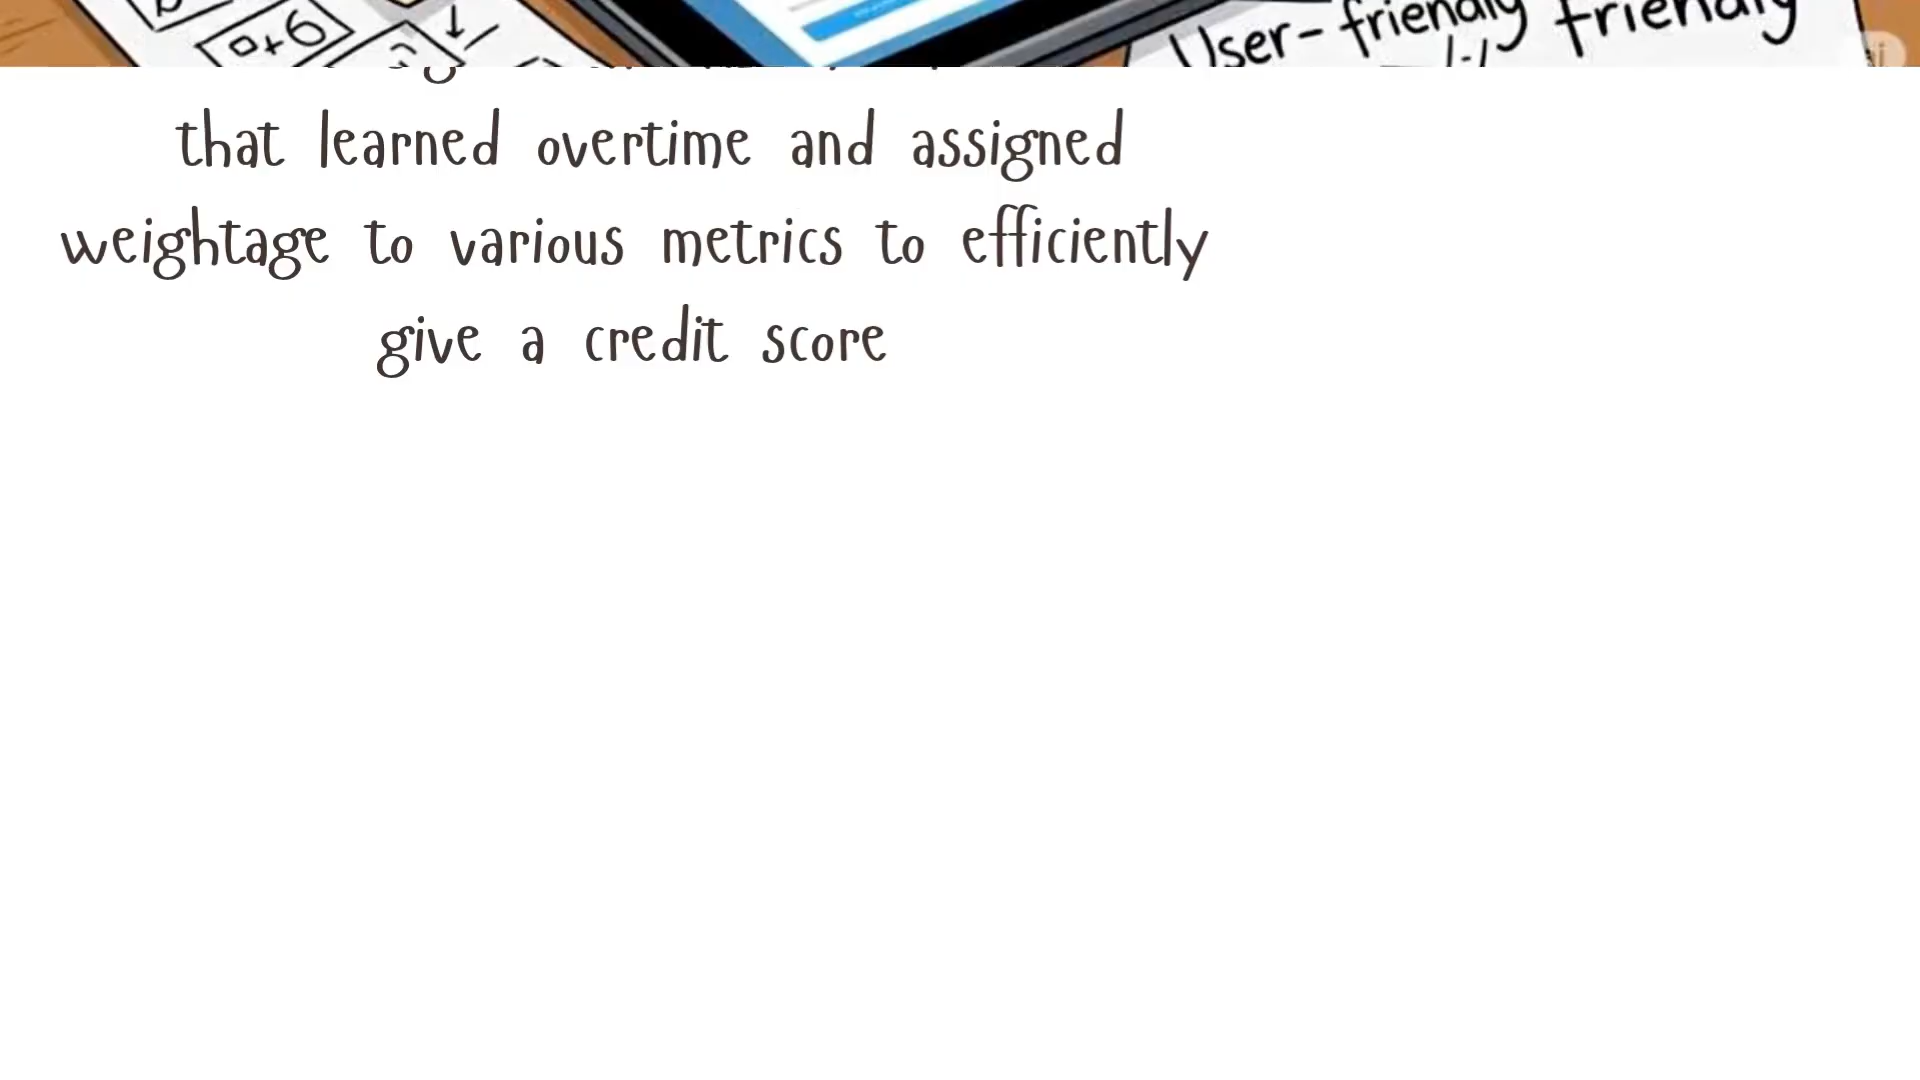 User-friendly friendly
that learned overtime and assigned
weightage to various metrics to efficiently
give a credit score